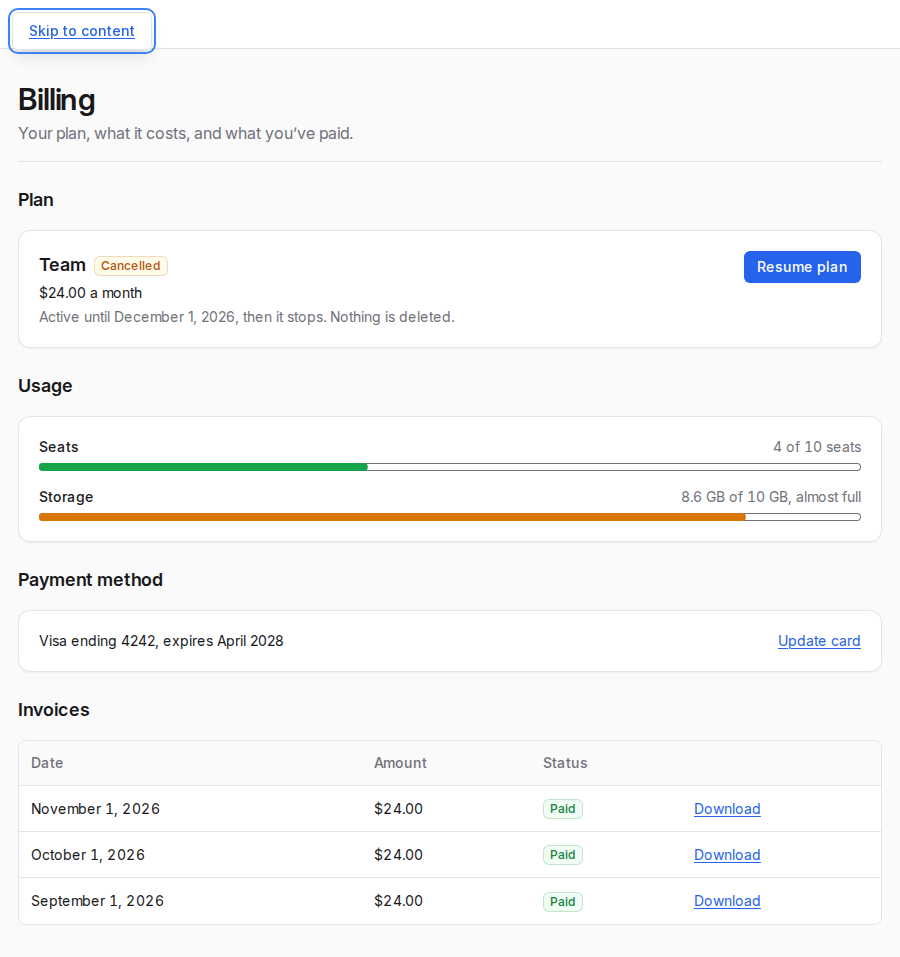 Skip to content
Billing
Your plan, what it costs, and what you’ve paid.
Plan
Team Cancelled
Resume plan
$24.00 a month
Active until December 1, 2026, then it stops. Nothing is deleted.
Usage
Seats 4 of 10 seats
Storage 8.6 GB of 10 GB, almost full
Payment method
Visa ending 4242, expires April 2028 Update card
Invoices
Date Amount Status
November 1, 2026 $24.00 Paid Download
October 1, 2026 $24.00 Paid Download
September 1, 2026 $24.00 Paid Download